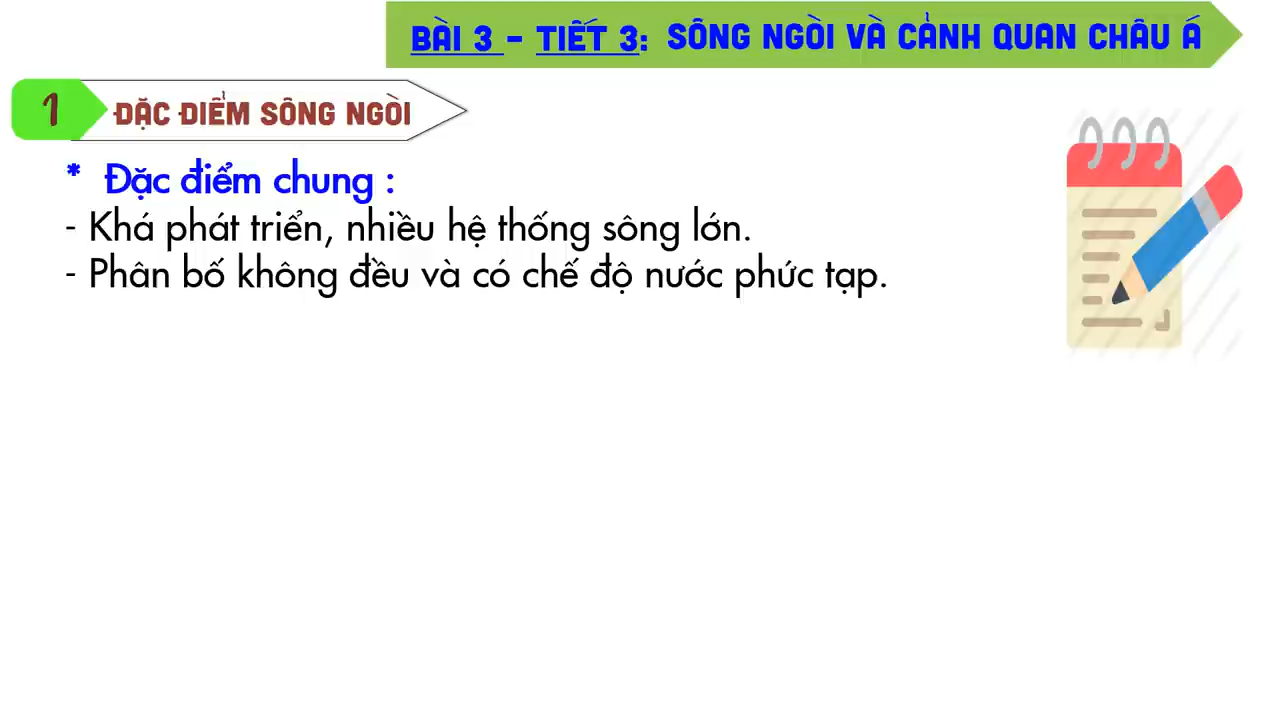 BÀI 3 - TIẾT 3: SÔNG NGÒI VÀ CẢNH QUAN CHÂU Á
1 ĐẶC ĐIỂM SÔNG NGÒI
* Đặc điểm chung :
- Khá phát triển, nhiều hệ thống sông lớn.
- Phân bố không đều và có chế độ nước phức tạp.